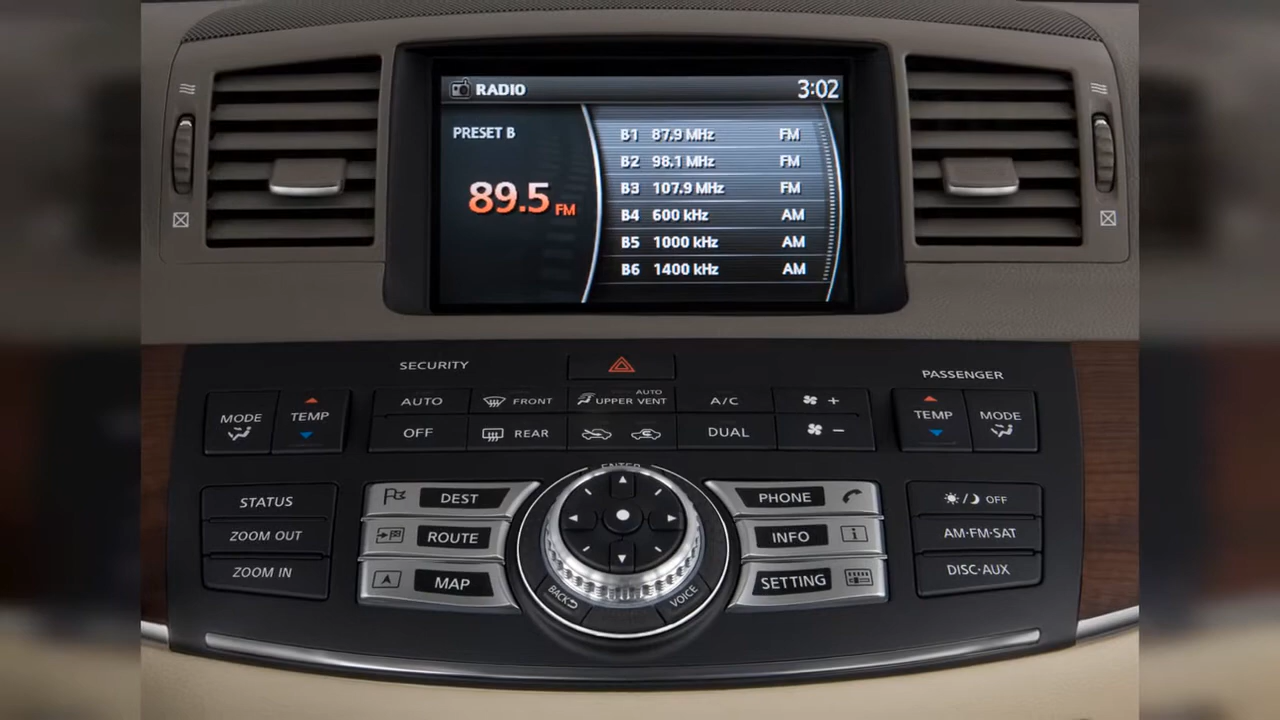 RADIO 3:02
PRESET B
89.5 FM
B1 87.9 MHz FM
B2 98.1 MHz FM
B3 107.9 MHz FM
B4 600 kHz AM
B5 1000 kHz AM
B6 1400 kHz AM
SECURITY
PASSENGER
MODE
TEMP
AUTO
FRONT
AUTO
UPPER VENT
A/C
+
TEMP
MODE
OFF
REAR
DUAL
−
ENTER
STATUS
DEST
PHONE
/ OFF
ZOOM OUT
ROUTE
INFO
i
AM·FM·SAT
ZOOM IN
MAP
SETTING
DISC·AUX
BACK
VOICE